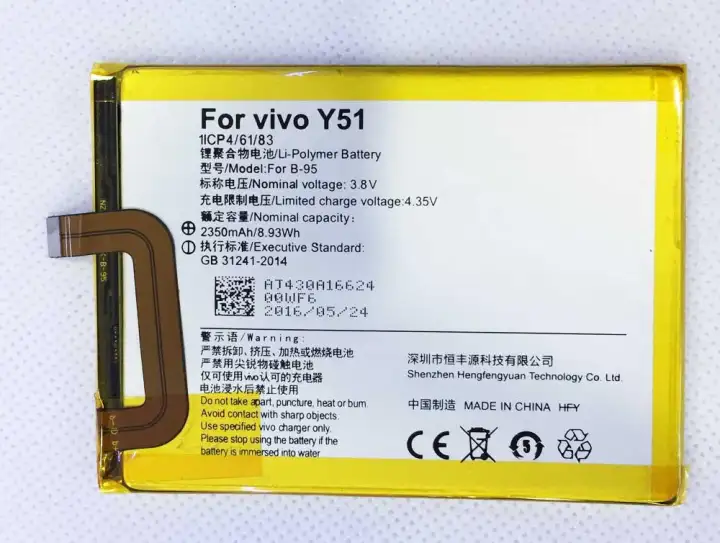 For vivo Y51
1ICP4/61/83
锂聚合物电池/Li-Polymer Battery
型号/Model:For B-95
标称电压/Nominal voltage: 3.8V
充电限制电压/Limited charge voltage:4.35V
额定容量/Nominal capacity:
2350mAh/8.93Wh
执行标准/Executive Standard:
GB 31241-2014
AJ430A16624
00WF6
2016/05/24
警示语/Warning:
严禁拆卸、挤压、加热或燃烧电池
严禁用尖锐物碰触电池
仅可使用vivo认可的充电器
电池浸水后禁止使用
Do not take apart, puncture, heat or bum.
Avoid contact with sharp objects.
Use specified vivo charger only.
Please stop using the battery if the
battery is immersed into water
深圳市恒丰源科技有限公司
Shenzhen Hengfengyuan Technology Co., Ltd.
中国制造 MADE IN CHINA HFY
CE
5
B-95